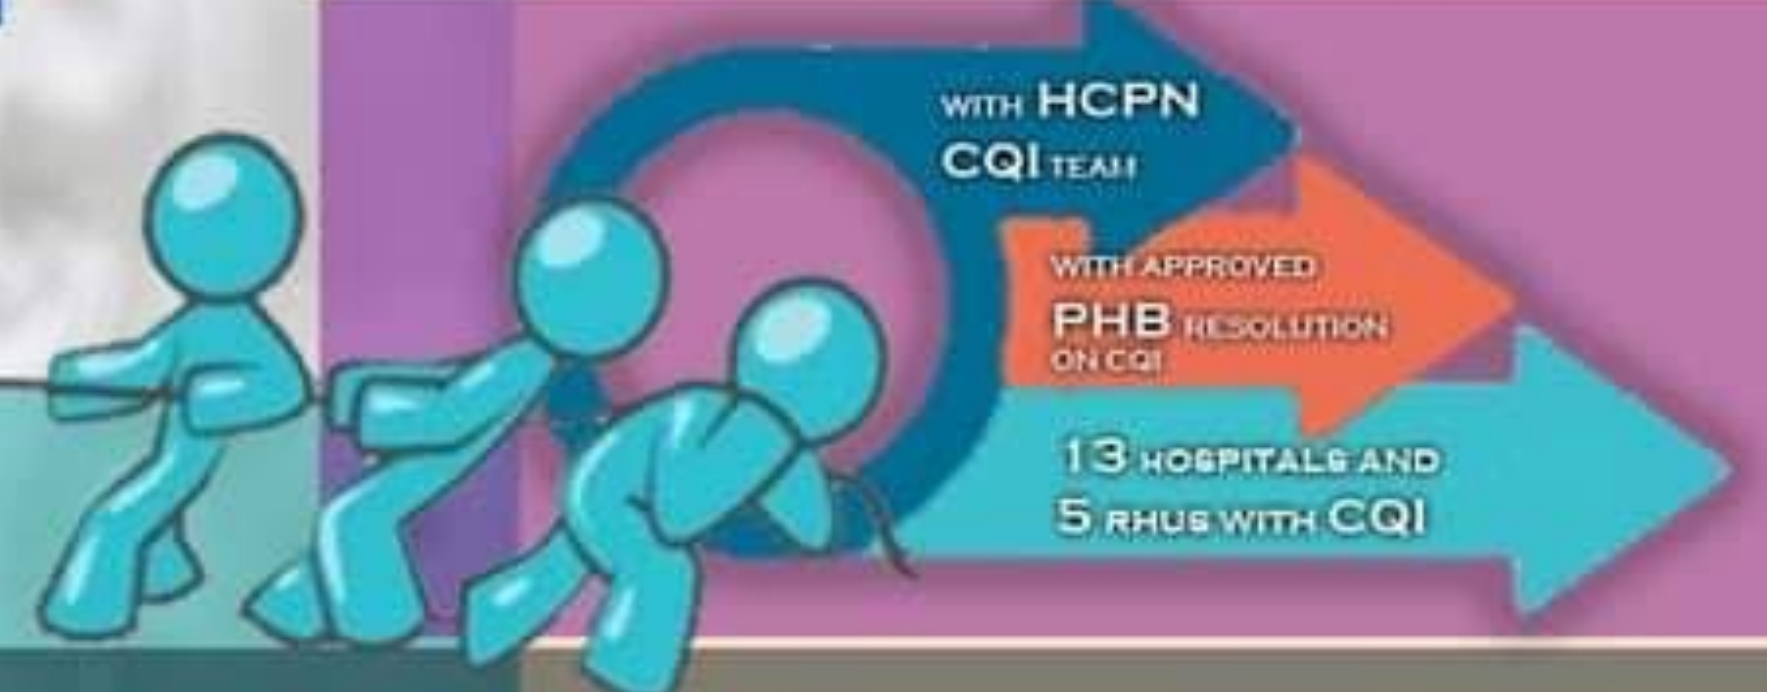 WITH HCPN
CQI TEAM
WITH APPROVED
PHB RESOLUTION
ON CQI
13 HOSPITALS AND
5 RHUS WITH CQI